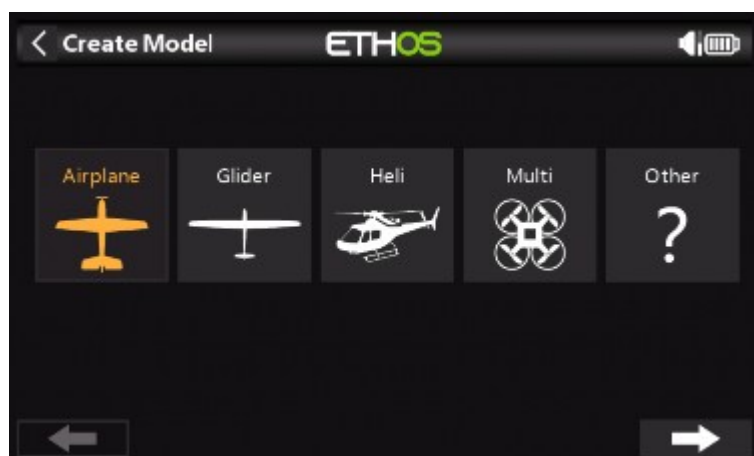 Create Model
ETHOS
Airplane
Glider
Heli
Multi
Other
?